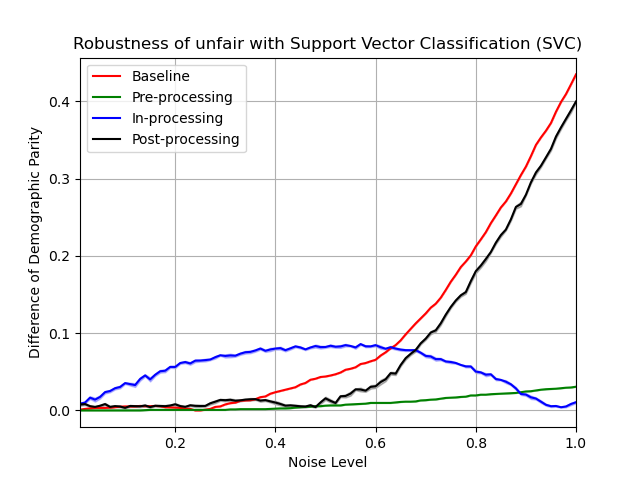 Robustness of unfair with Support Vector Classification (SVC)
Baseline
Pre-processing
In-processing
Post-processing
Difference of Demographic Parity
0.4
0.3
0.2
0.1
0.0
0.2 0.4 0.6 0.8 1.0
Noise Level